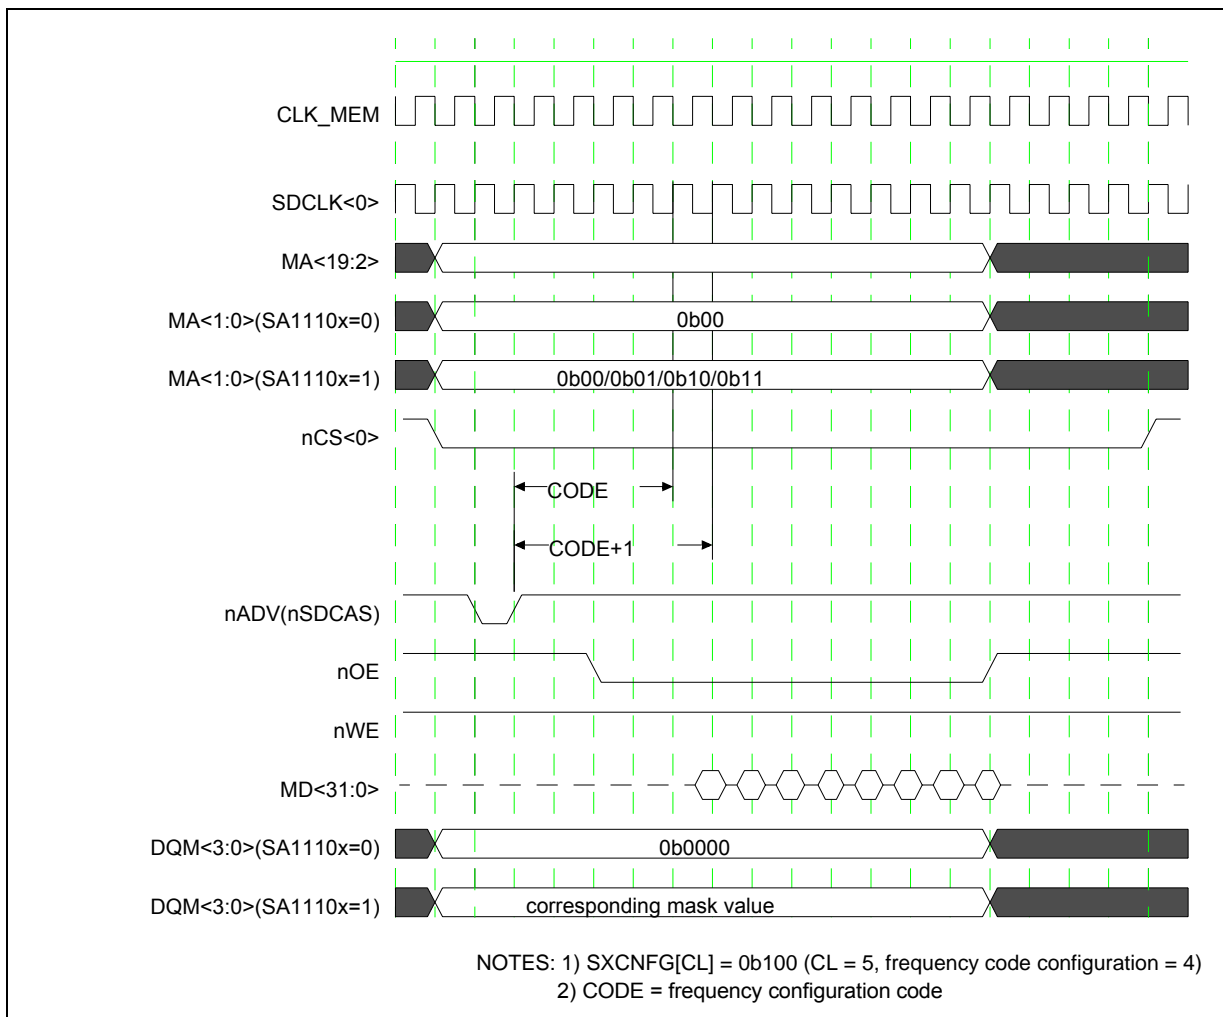 CLK_MEM
SDCLK<0>
MA<19:2>
MA<1:0>(SA1110x=0)
0b00
MA<1:0>(SA1110x=1)
0b00/0b01/0b10/0b11
nCS<0>
CODE
CODE+1
nADV(nSDCAS)
nOE
nWE
MD<31:0>
DQM<3:0>(SA1110x=0)
0b0000
DQM<3:0>(SA1110x=1)
corresponding mask value
NOTES: 1) SXCNFG[CL] = 0b100 (CL = 5, frequency code configuration = 4)
2) CODE = frequency configuration code